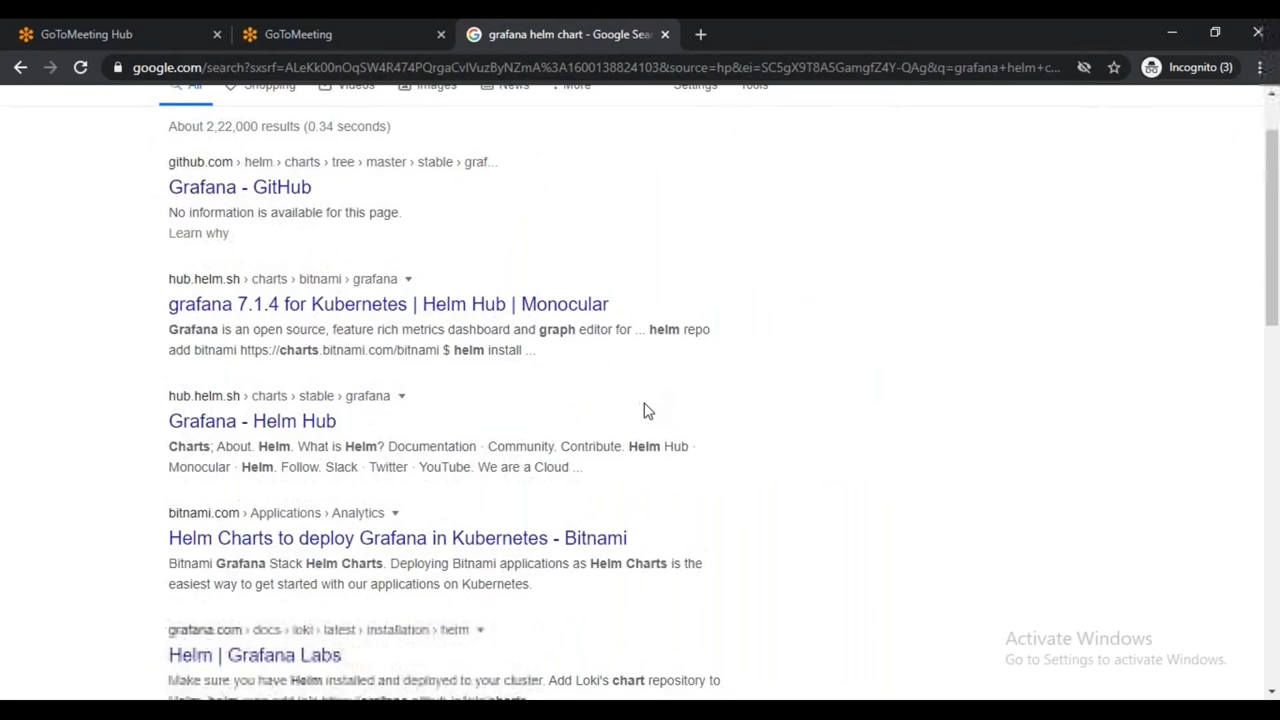 GoToMeeting Hub
GoToMeeting
grafana helm chart - Google Sea
google.com/search?sxsrf=ALeKk00nOqSW4R474PQrgaCvIVuzByNZmA%3A1600138824103&source=hp&ei=SC5gX9T8A5GamgfZ4Y-QAg&q=grafana+helm+c...
Incognito (3)
All Shopping Videos Images News More Settings Tools
About 2,22,000 results (0.34 seconds)
github.com › helm › charts › tree › master › stable › graf...
Grafana - GitHub
No information is available for this page.
Learn why
hub.helm.sh › charts › bitnami › grafana
grafana 7.1.4 for Kubernetes | Helm Hub | Monocular
Grafana is an open source, feature rich metrics dashboard and graph editor for ... helm repo
add bitnami https://charts.bitnami.com/bitnami $ helm install ...
hub.helm.sh › charts › stable › grafana
Grafana - Helm Hub
Charts; About. Helm. What is Helm? Documentation · Community. Contribute. Helm Hub ·
Monocular · Helm. Follow. Slack · Twitter · YouTube. We are a Cloud ...
bitnami.com › Applications › Analytics
Helm Charts to deploy Grafana in Kubernetes - Bitnami
Bitnami Grafana Stack Helm Charts. Deploying Bitnami applications as Helm Charts is the
easiest way to get started with our applications on Kubernetes.
grafana.com › docs › loki › latest › installation › helm
Helm | Grafana Labs
Make sure you have Helm installed and deployed to your cluster. Add Loki's chart repository to
Activate Windows
Go to Settings to activate Windows.